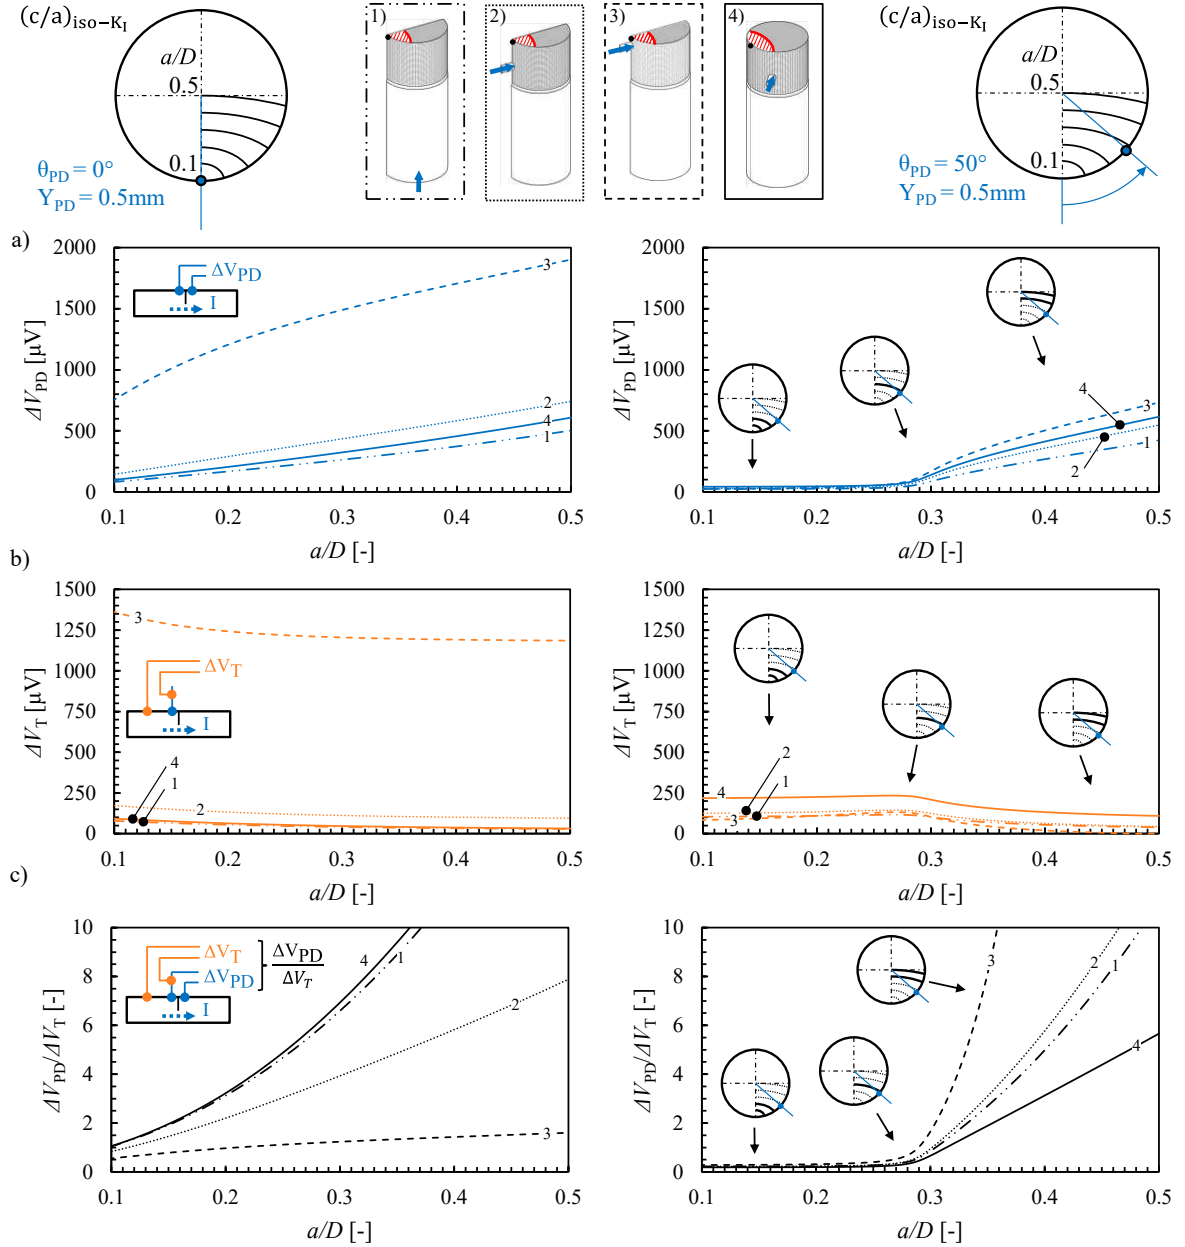 (c/a)iso−KI
a/D
0.5
0.1
θPD = 0°
YPD = 0.5mm
1)
2)
3)
4)
(c/a)iso−KI
a/D
0.5
0.1
θPD = 50°
YPD = 0.5mm
a)
2000
1500
1000
500
0
ΔVPD [µV]
ΔVPD
I
3
2
4
1
0.1 0.2 0.3 0.4 0.5
a/D [-]
2000
1500
1000
500
0
ΔVPD [µV]
4
3
1
2
0.1 0.2 0.3 0.4 0.5
a/D [-]
b)
1500
1250
1000
750
500
250
0
ΔVT [µV]
3
ΔVT
I
4
1
2
0.1 0.2 0.3 0.4 0.5
a/D [-]
1500
1250
1000
750
500
250
0
ΔVT [µV]
2
1
4
3
0.1 0.2 0.3 0.4 0.5
a/D [-]
c)
10
8
6
4
2
0
ΔVPD/ΔVT [-]
ΔVT
ΔVPD
ΔVPD
ΔVT
I
4
1
2
3
0.1 0.2 0.3 0.4 0.5
a/D [-]
10
8
6
4
2
0
ΔVPD/ΔVT [-]
3
2
1
4
0.1 0.2 0.3 0.4 0.5
a/D [-]